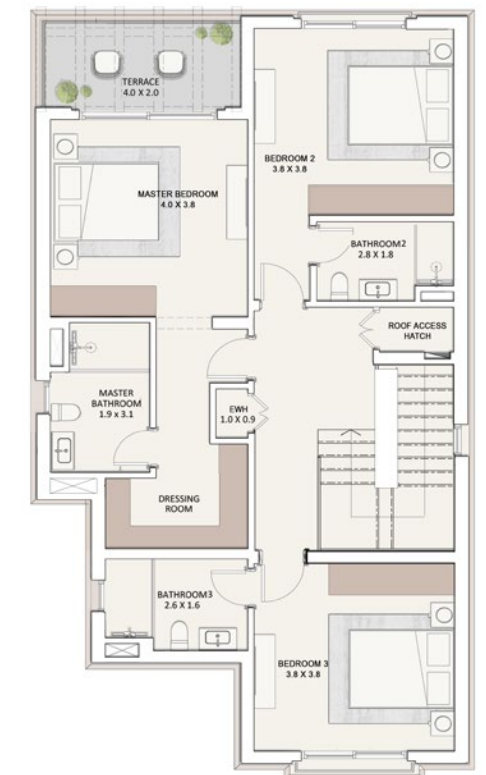 TERRACE
4.0 X 2.0
BEDROOM 2
3.8 X 3.8
MASTER BEDROOM
4.0 X 3.8
BATHROOM2
2.8 X 1.8
ROOF ACCESS
HATCH
MASTER
BATHROOM
1.9 x 3.1
EWH
1.0 X 0.9
DRESSING
ROOM
BATHROOM3
2.6 X 1.6
BEDROOM 3
3.8 X 3.8